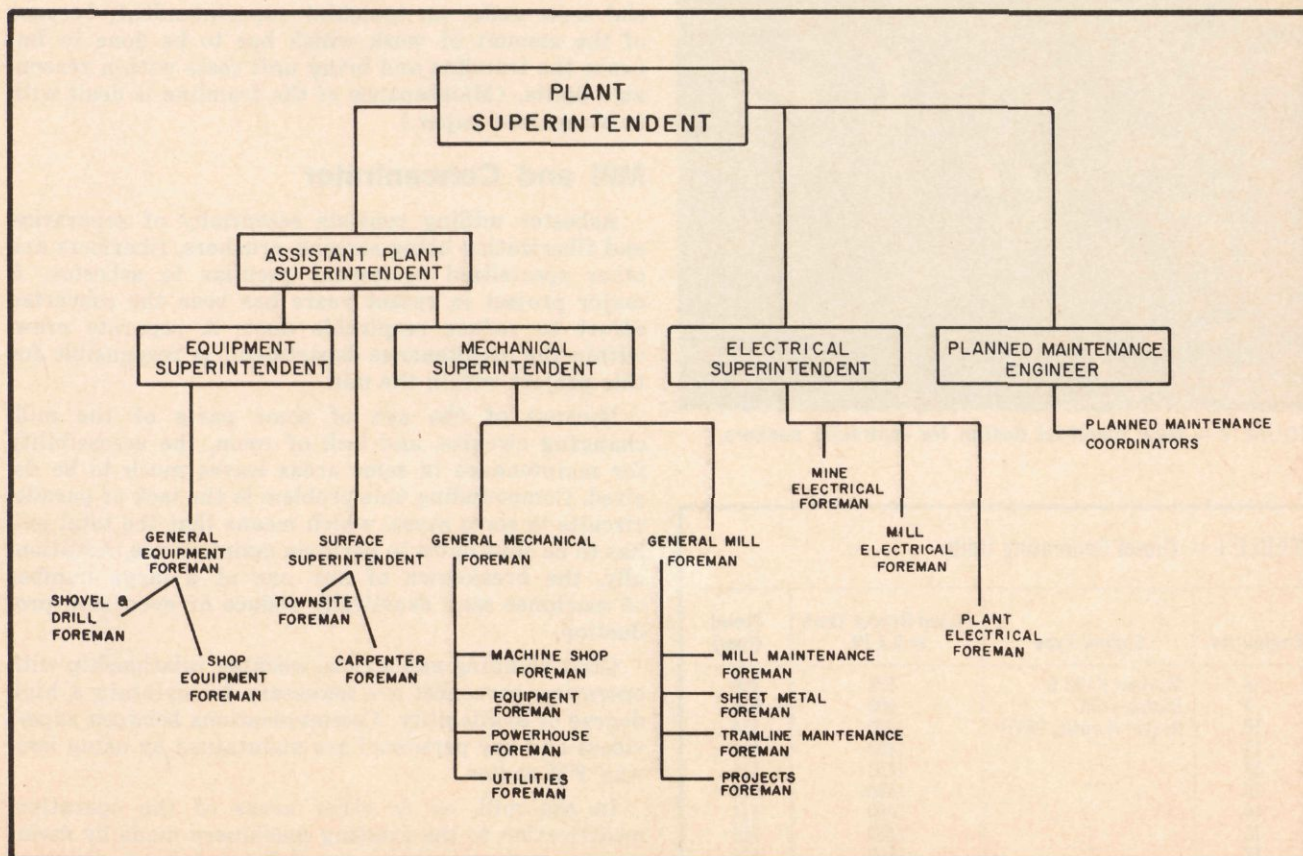 PLANT
SUPERINTENDENT
ASSISTANT PLANT
SUPERINTENDENT
EQUIPMENT
SUPERINTENDENT
MECHANICAL
SUPERINTENDENT
ELECTRICAL
SUPERINTENDENT
PLANNED MAINTENANCE
ENGINEER
PLANNED MAINTENANCE
COORDINATORS
MINE
ELECTRICAL
FOREMAN
MILL
ELECTRICAL
FOREMAN
PLANT
ELECTRICAL
FOREMAN
GENERAL
EQUIPMENT
FOREMAN
SHOVEL &
DRILL
FOREMAN
SHOP
EQUIPMENT
FOREMAN
SURFACE
SUPERINTENDENT
TOWNSITE
FOREMAN
CARPENTER
FOREMAN
GENERAL MECHANICAL
FOREMAN
MACHINE SHOP
FOREMAN
EQUIPMENT
FOREMAN
POWERHOUSE
FOREMAN
UTILITIES
FOREMAN
GENERAL MILL
FOREMAN
MILL MAINTENANCE
FOREMAN
SHEET METAL
FOREMAN
TRAMLINE MAINTENANCE
FOREMAN
PROJECTS
FOREMAN